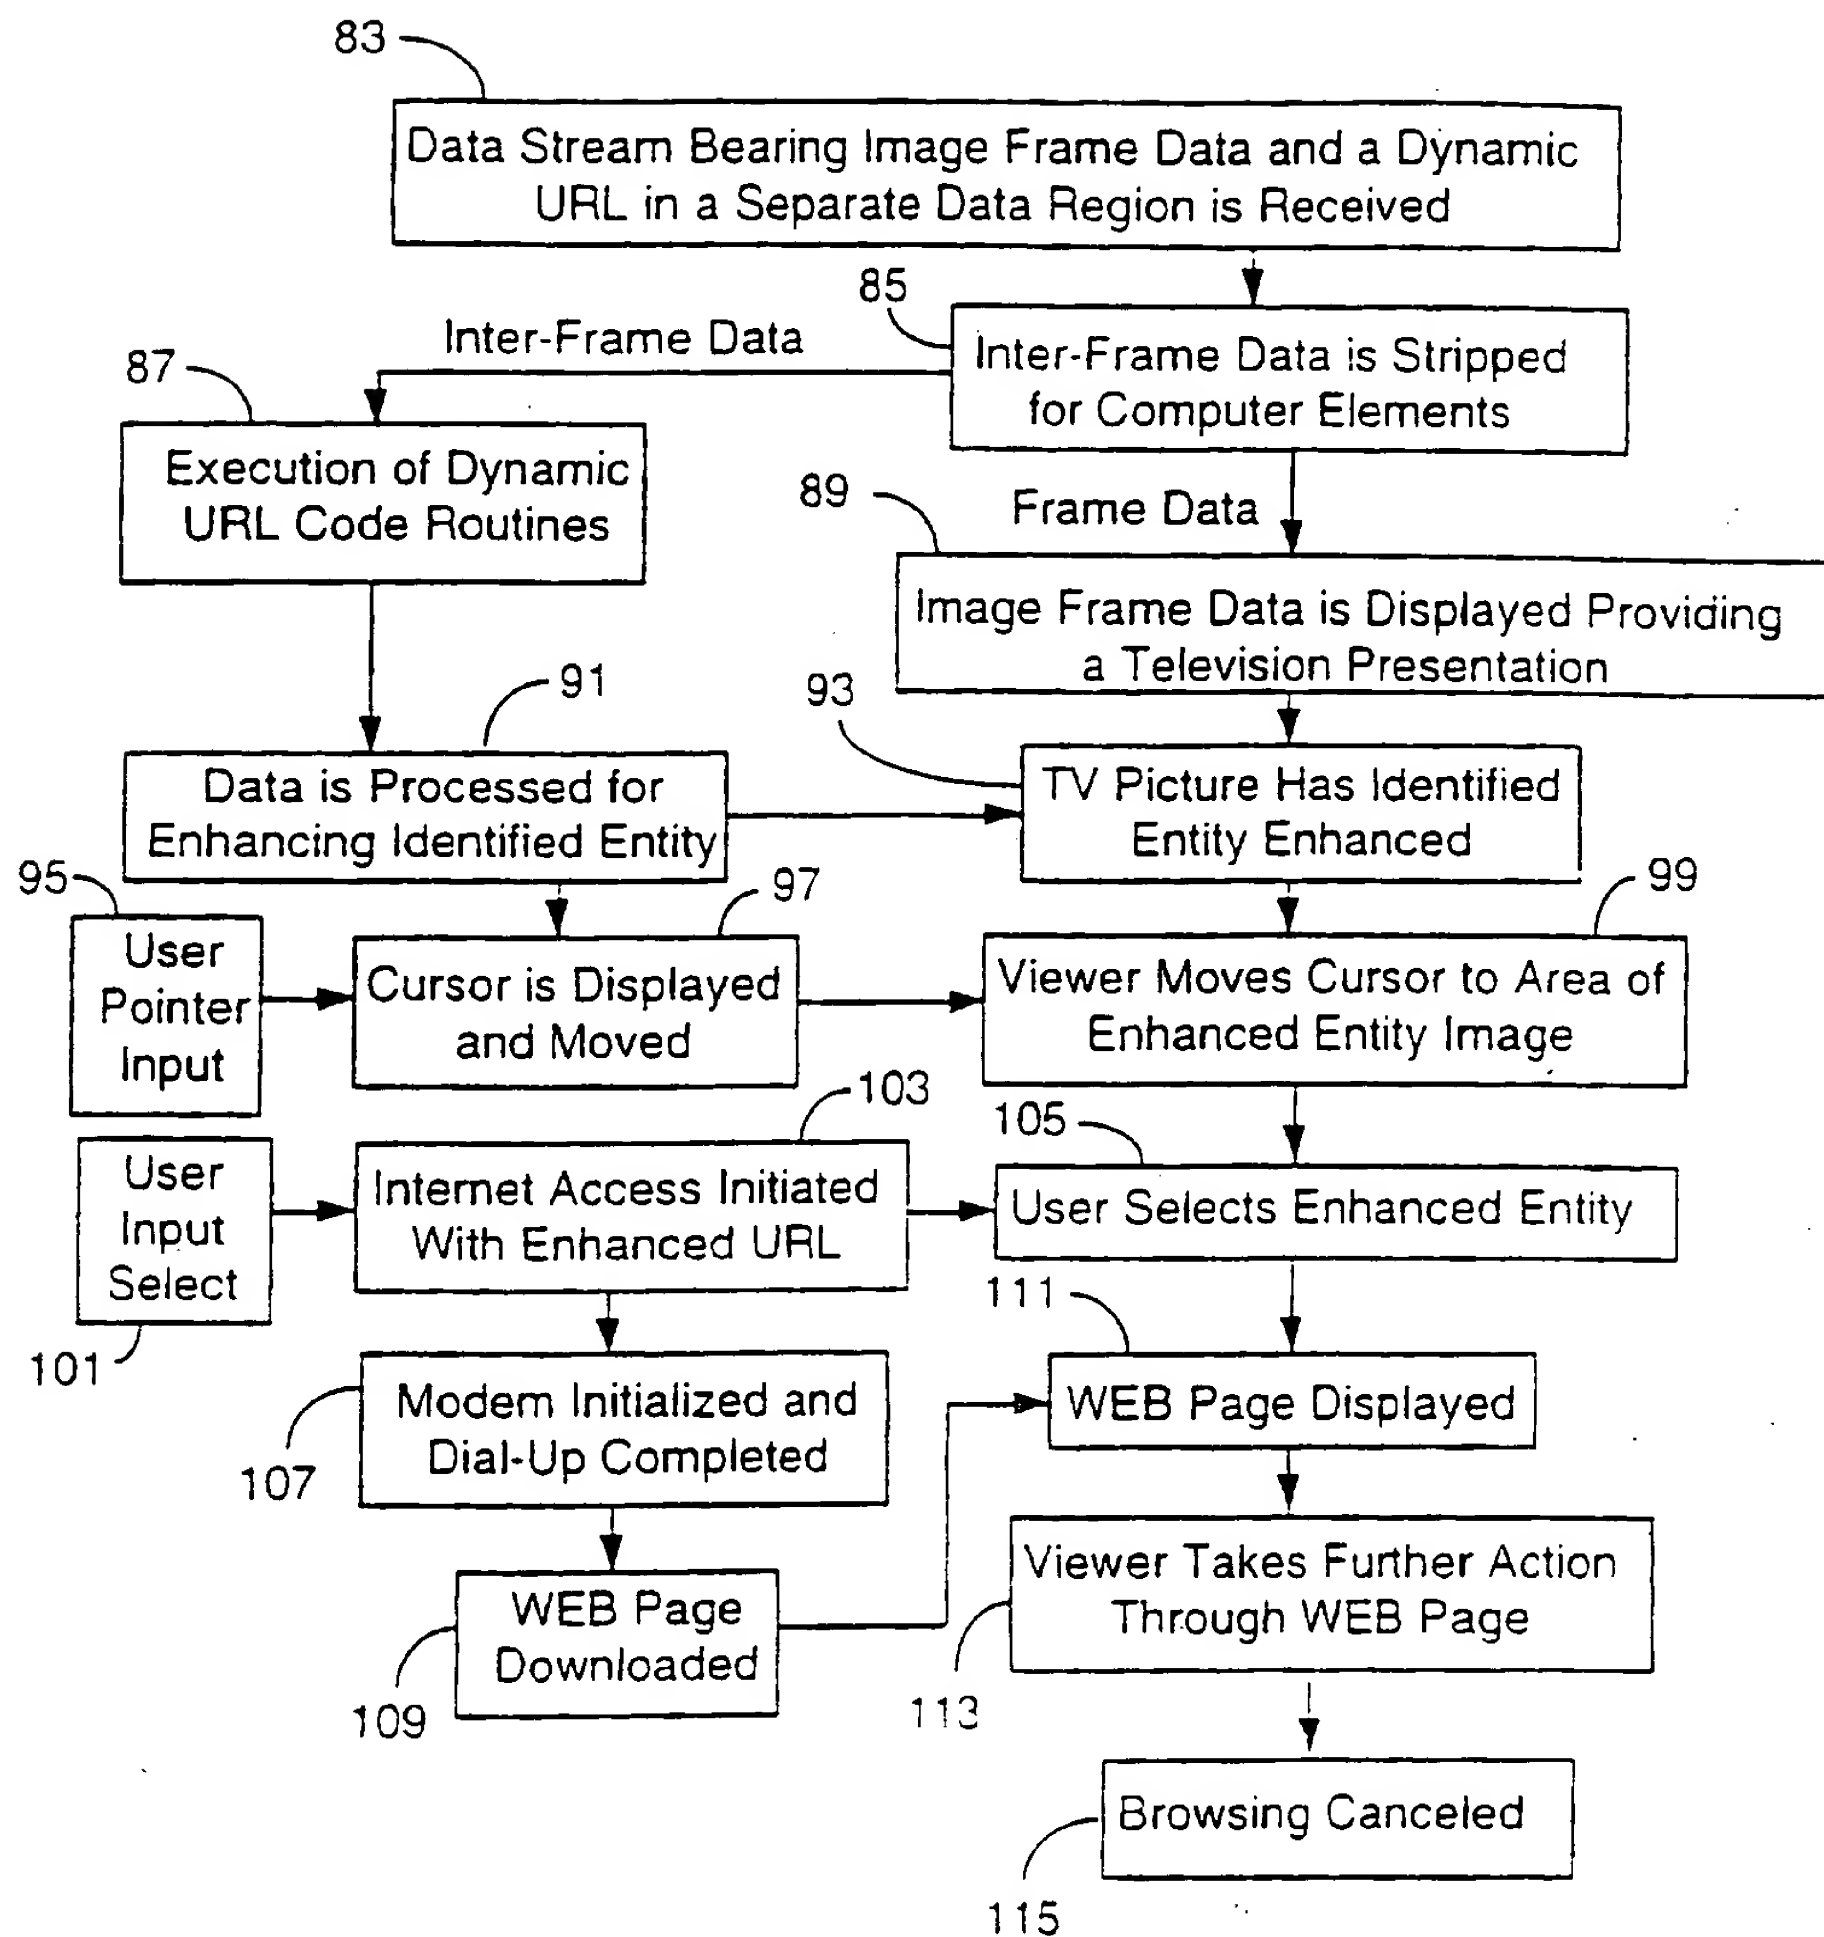 83
Data Stream Bearing Image Frame Data and a Dynamic
URL in a Separate Data Region is Received
85
Inter-Frame Data
Inter-Frame Data is Stripped
for Computer Elements
87
Execution of Dynamic
URL Code Routines
89
Frame Data
Image Frame Data is Displayed Providing
a Television Presentation
91
Data is Processed for
Enhancing Identified Entity
93
TV Picture Has Identified
Entity Enhanced
95
User
Pointer
Input
97
Cursor is Displayed
and Moved
99
Viewer Moves Cursor to Area of
Enhanced Entity Image
101
User
Input
Select
103
Internet Access Initiated
With Enhanced URL
105
User Selects Enhanced Entity
107
Modem Initialized and
Dial-Up Completed
111
WEB Page Displayed
109
WEB Page
Downloaded
113
Viewer Takes Further Action
Through WEB Page
115
Browsing Canceled